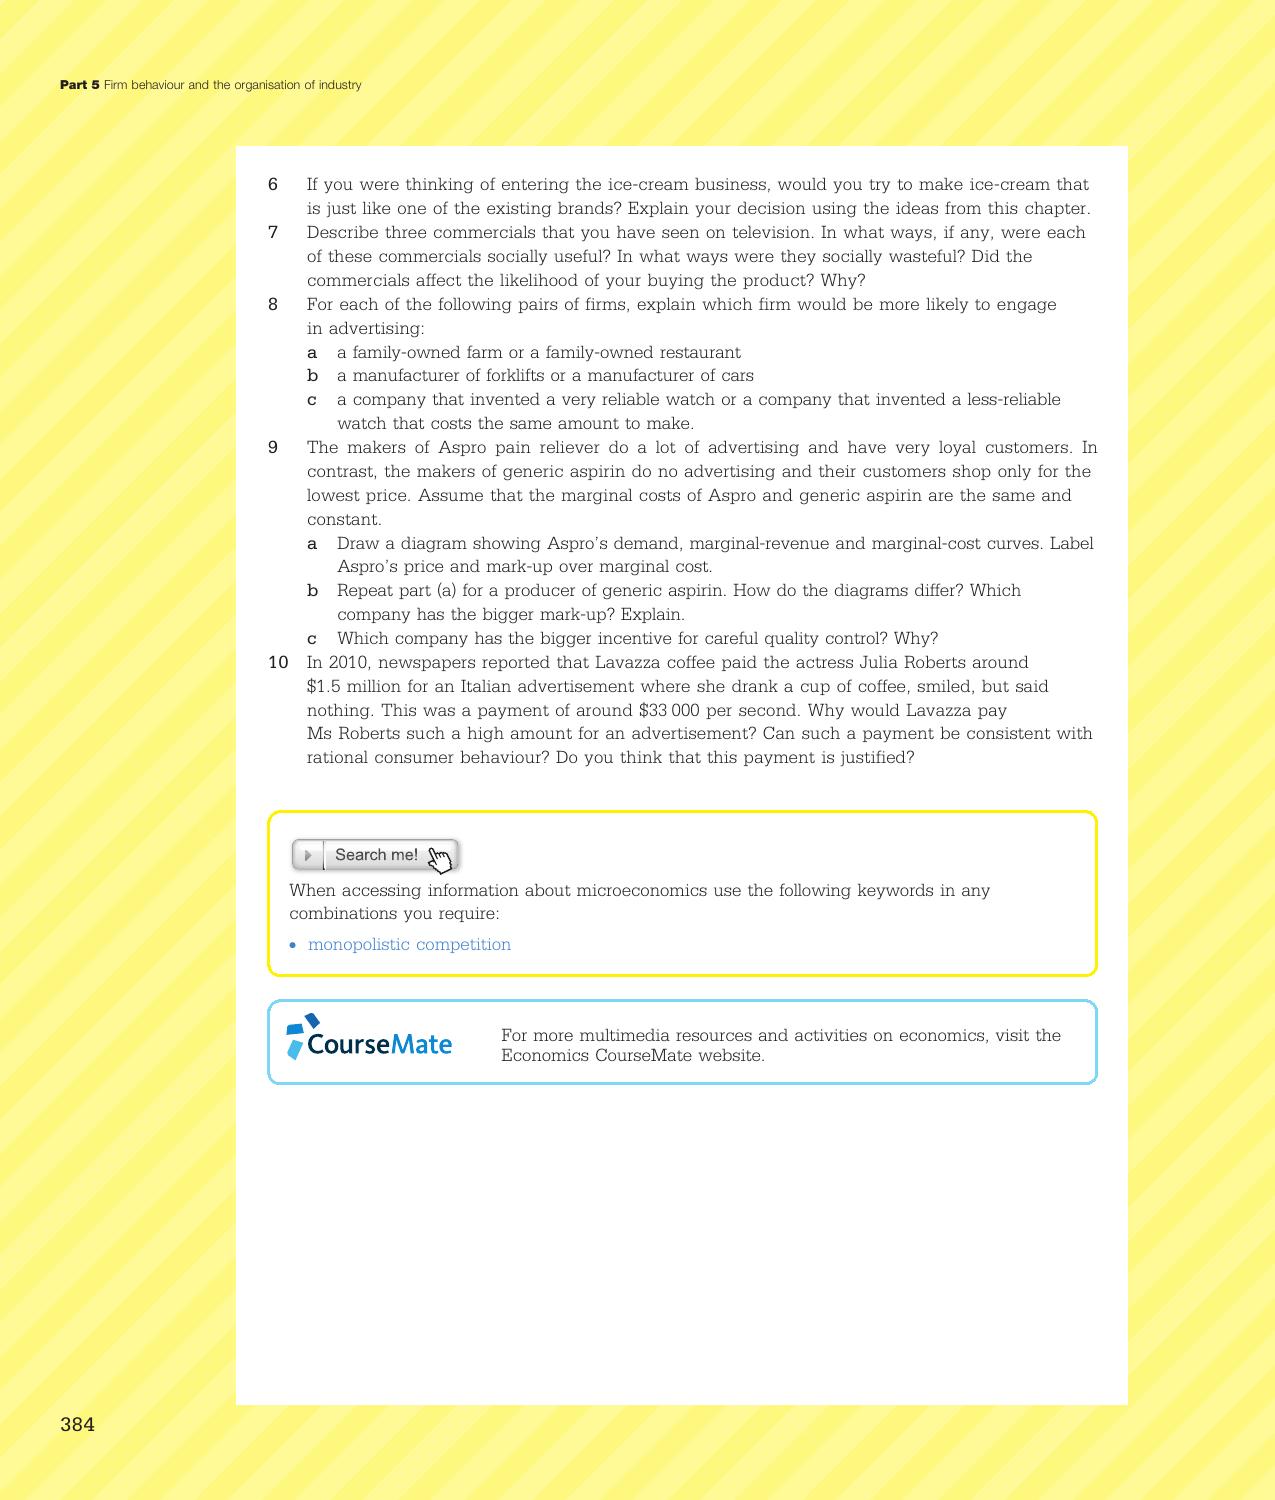 Part 5 Firm behaviour and the organisation of industry
6 If you were thinking of entering the ice-cream business, would you try to make ice-cream that
is just like one of the existing brands? Explain your decision using the ideas from this chapter.
7 Describe three commercials that you have seen on television. In what ways, if any, were each
of these commercials socially useful? In what ways were they socially wasteful? Did the
commercials affect the likelihood of your buying the product? Why?
8 For each of the following pairs of firms, explain which firm would be more likely to engage
in advertising:
a a family-owned farm or a family-owned restaurant
b a manufacturer of forklifts or a manufacturer of cars
c a company that invented a very reliable watch or a company that invented a less-reliable
watch that costs the same amount to make.
9 The makers of Aspro pain reliever do a lot of advertising and have very loyal customers. In
contrast, the makers of generic aspirin do no advertising and their customers shop only for the
lowest price. Assume that the marginal costs of Aspro and generic aspirin are the same and
constant.
a Draw a diagram showing Aspro's demand, marginal-revenue and marginal-cost curves. Label
Aspro's price and mark-up over marginal cost.
b Repeat part (a) for a producer of generic aspirin. How do the diagrams differ? Which
company has the bigger mark-up? Explain.
c Which company has the bigger incentive for careful quality control? Why?
10 In 2010, newspapers reported that Lavazza coffee paid the actress Julia Roberts around
$1.5 million for an Italian advertisement where she drank a cup of coffee, smiled, but said
nothing. This was a payment of around $33 000 per second. Why would Lavazza pay
Ms Roberts such a high amount for an advertisement? Can such a payment be consistent with
rational consumer behaviour? Do you think that this payment is justified?
Search me!
When accessing information about microeconomics use the following keywords in any
combinations you require:
• monopolistic competition
CourseMate
For more multimedia resources and activities on economics, visit the
Economics CourseMate website.
384